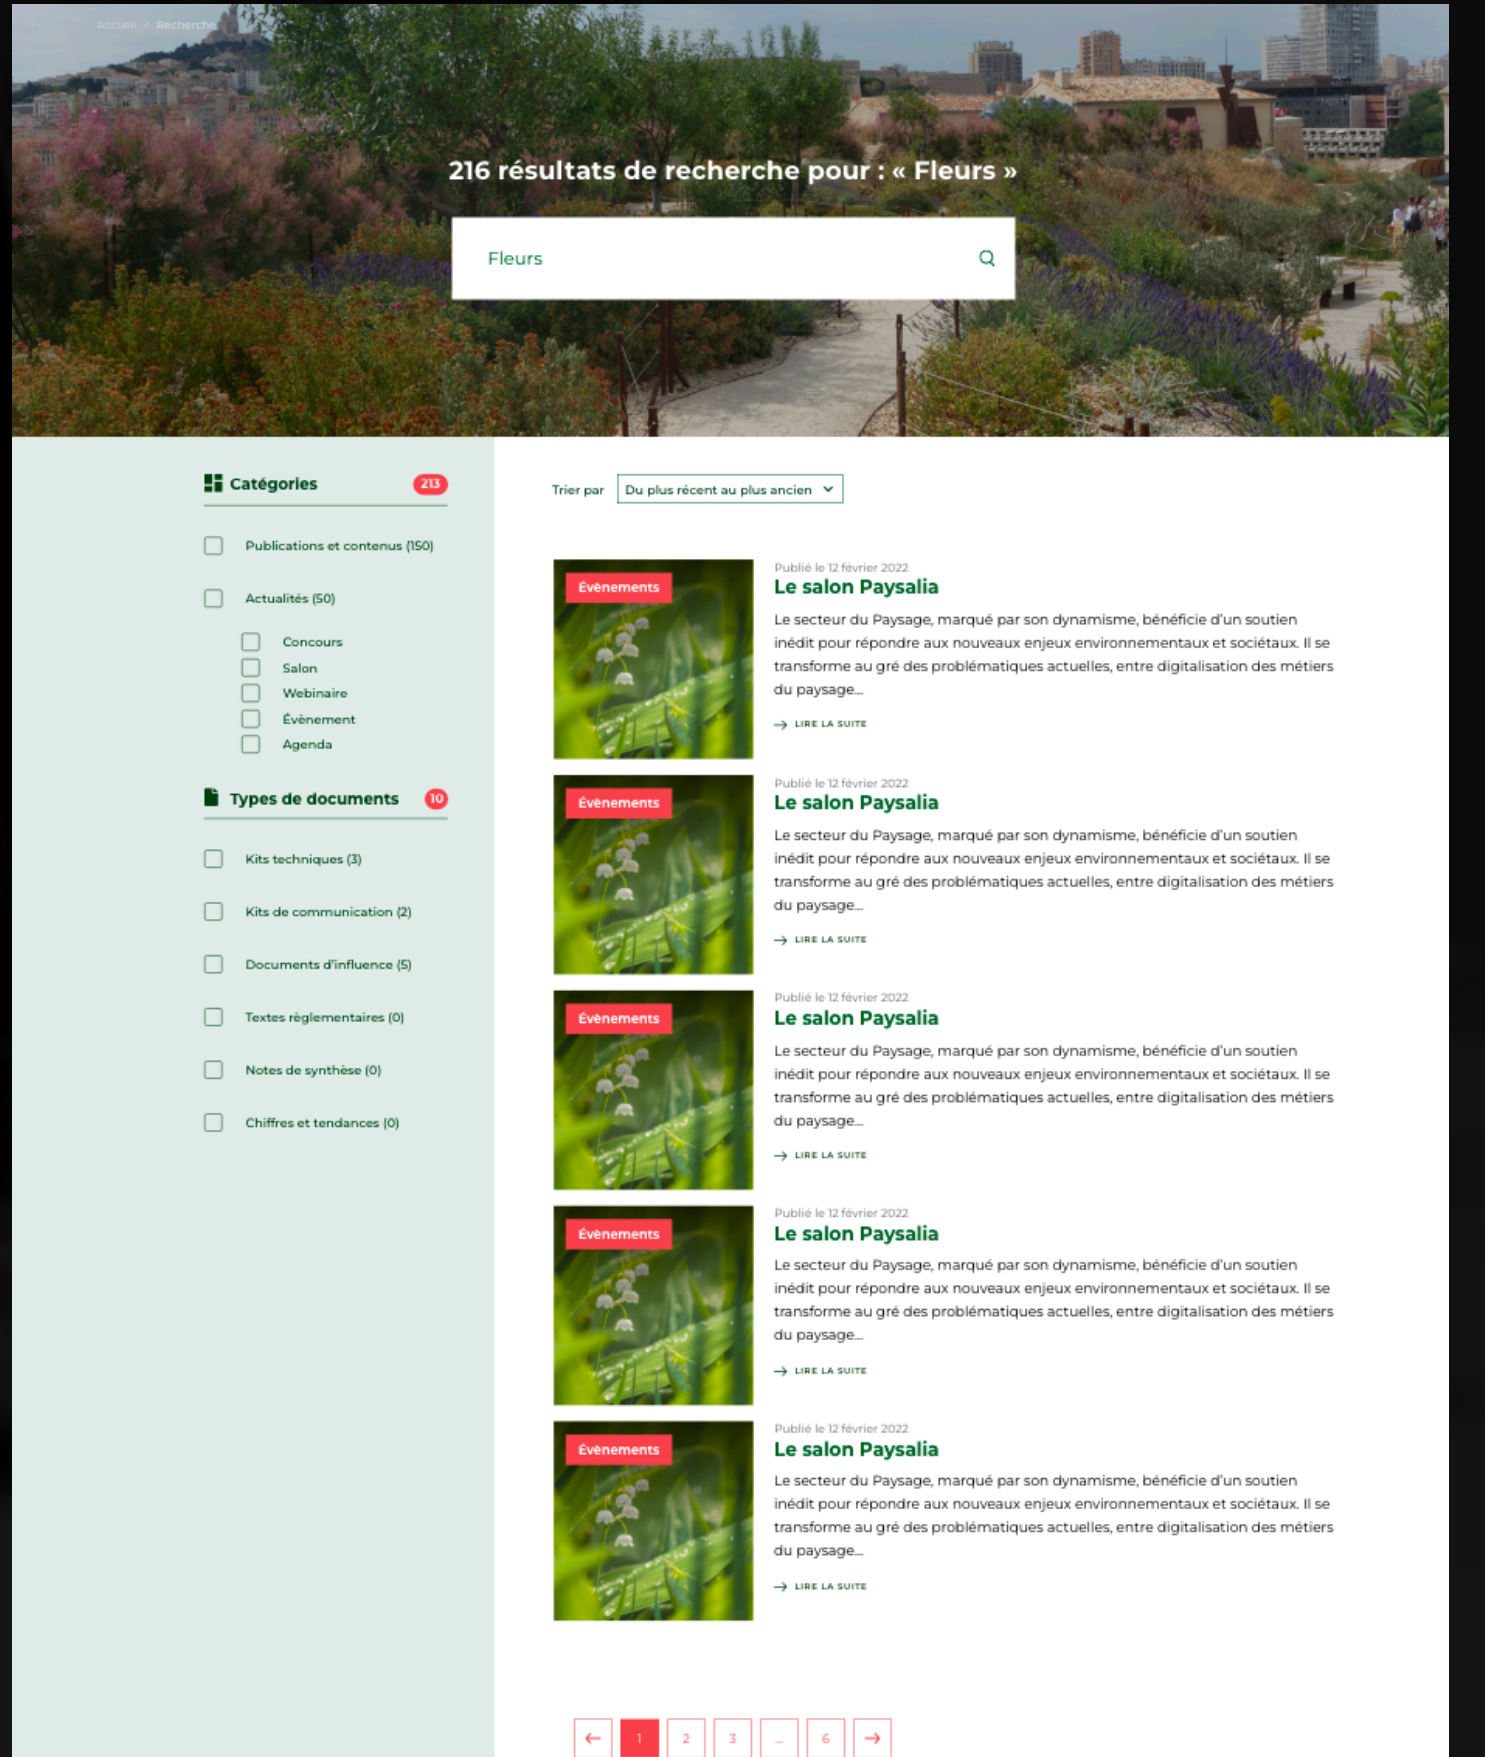 Accueil > Recherche
216 résultats de recherche pour : « Fleurs »
Fleurs
Catégories 213
Publications et contenus (150)
Actualités (50)
Concours
Salon
Webinaire
Évènement
Agenda
Types de documents 10
Kits techniques (3)
Kits de communication (2)
Documents d'influence (5)
Textes règlementaires (0)
Notes de synthèse (0)
Chiffres et tendances (0)
Trier par Du plus récent au plus ancien
Évènements
Publié le 12 février 2022
Le salon Paysalia
Le secteur du Paysage, marqué par son dynamisme, bénéficie d'un soutien
inédit pour répondre aux nouveaux enjeux environnementaux et sociétaux. Il se
transforme au gré des problématiques actuelles, entre digitalisation des métiers
du paysage...
→ LIRE LA SUITE
Évènements
Publié le 12 février 2022
Le salon Paysalia
Le secteur du Paysage, marqué par son dynamisme, bénéficie d'un soutien
inédit pour répondre aux nouveaux enjeux environnementaux et sociétaux. Il se
transforme au gré des problématiques actuelles, entre digitalisation des métiers
du paysage...
→ LIRE LA SUITE
Évènements
Publié le 12 février 2022
Le salon Paysalia
Le secteur du Paysage, marqué par son dynamisme, bénéficie d'un soutien
inédit pour répondre aux nouveaux enjeux environnementaux et sociétaux. Il se
transforme au gré des problématiques actuelles, entre digitalisation des métiers
du paysage...
→ LIRE LA SUITE
Évènements
Publié le 12 février 2022
Le salon Paysalia
Le secteur du Paysage, marqué par son dynamisme, bénéficie d'un soutien
inédit pour répondre aux nouveaux enjeux environnementaux et sociétaux. Il se
transforme au gré des problématiques actuelles, entre digitalisation des métiers
du paysage...
→ LIRE LA SUITE
Évènements
Publié le 12 février 2022
Le salon Paysalia
Le secteur du Paysage, marqué par son dynamisme, bénéficie d'un soutien
inédit pour répondre aux nouveaux enjeux environnementaux et sociétaux. Il se
transforme au gré des problématiques actuelles, entre digitalisation des métiers
du paysage...
→ LIRE LA SUITE
← 1 2 3 ... 6 →